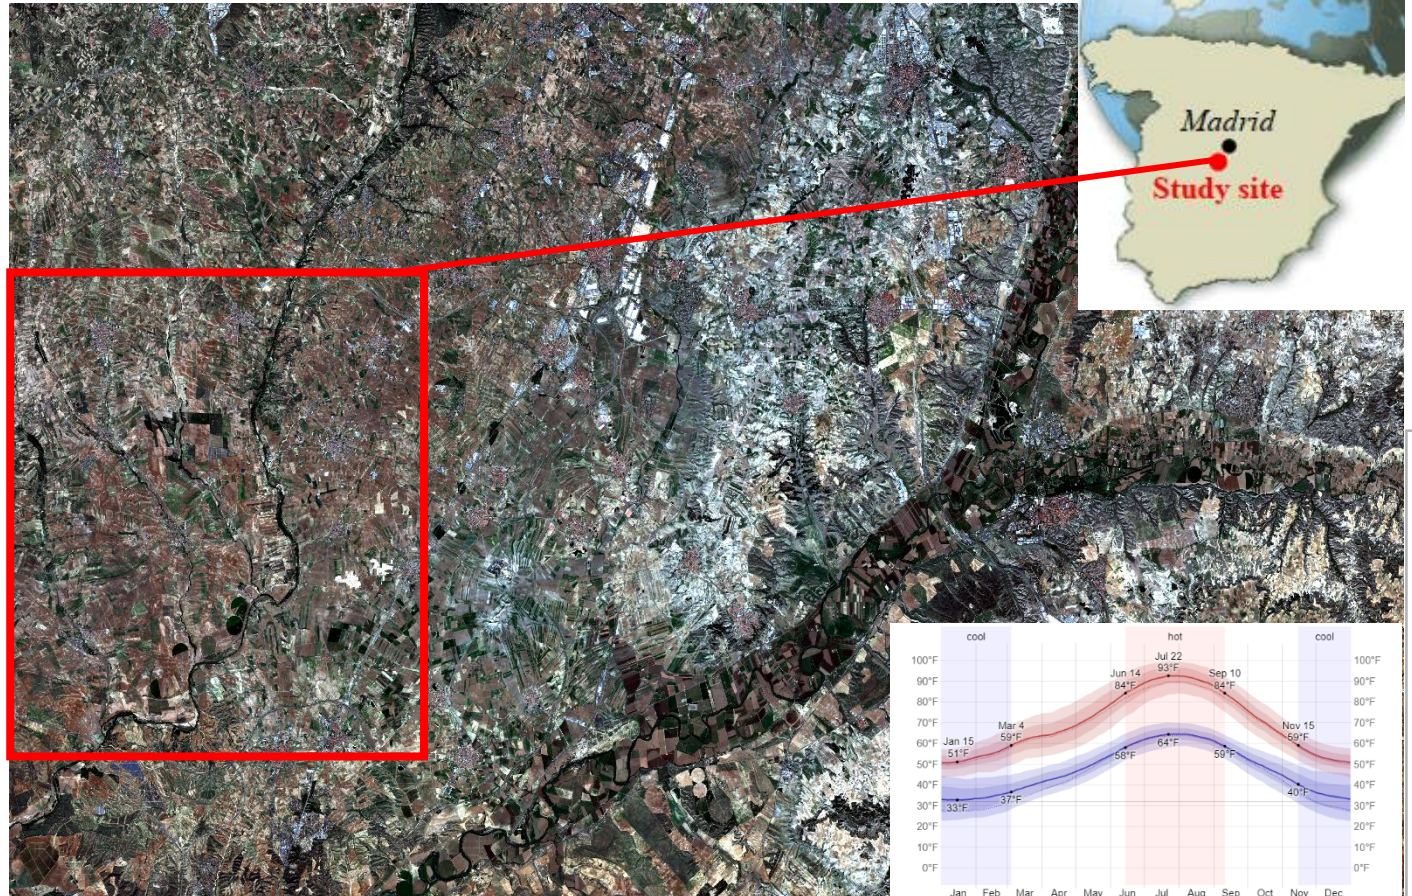 Madrid
Study site
cool
hot
cool
100°F
90°F
80°F
70°F
60°F
50°F
40°F
30°F
20°F
10°F
0°F
Jan 15
51°F
Mar 4
59°F
Jun 14
84°F
Jul 22
93°F
Sep 10
84°F
Nov 15
59°F
33°F
37°F
58°F
64°F
59°F
40°F
100°F
90°F
80°F
70°F
60°F
50°F
40°F
30°F
20°F
10°F
0°F
Jan Feb Mar Apr May Jun Jul Aug Sep Oct Nov Dec